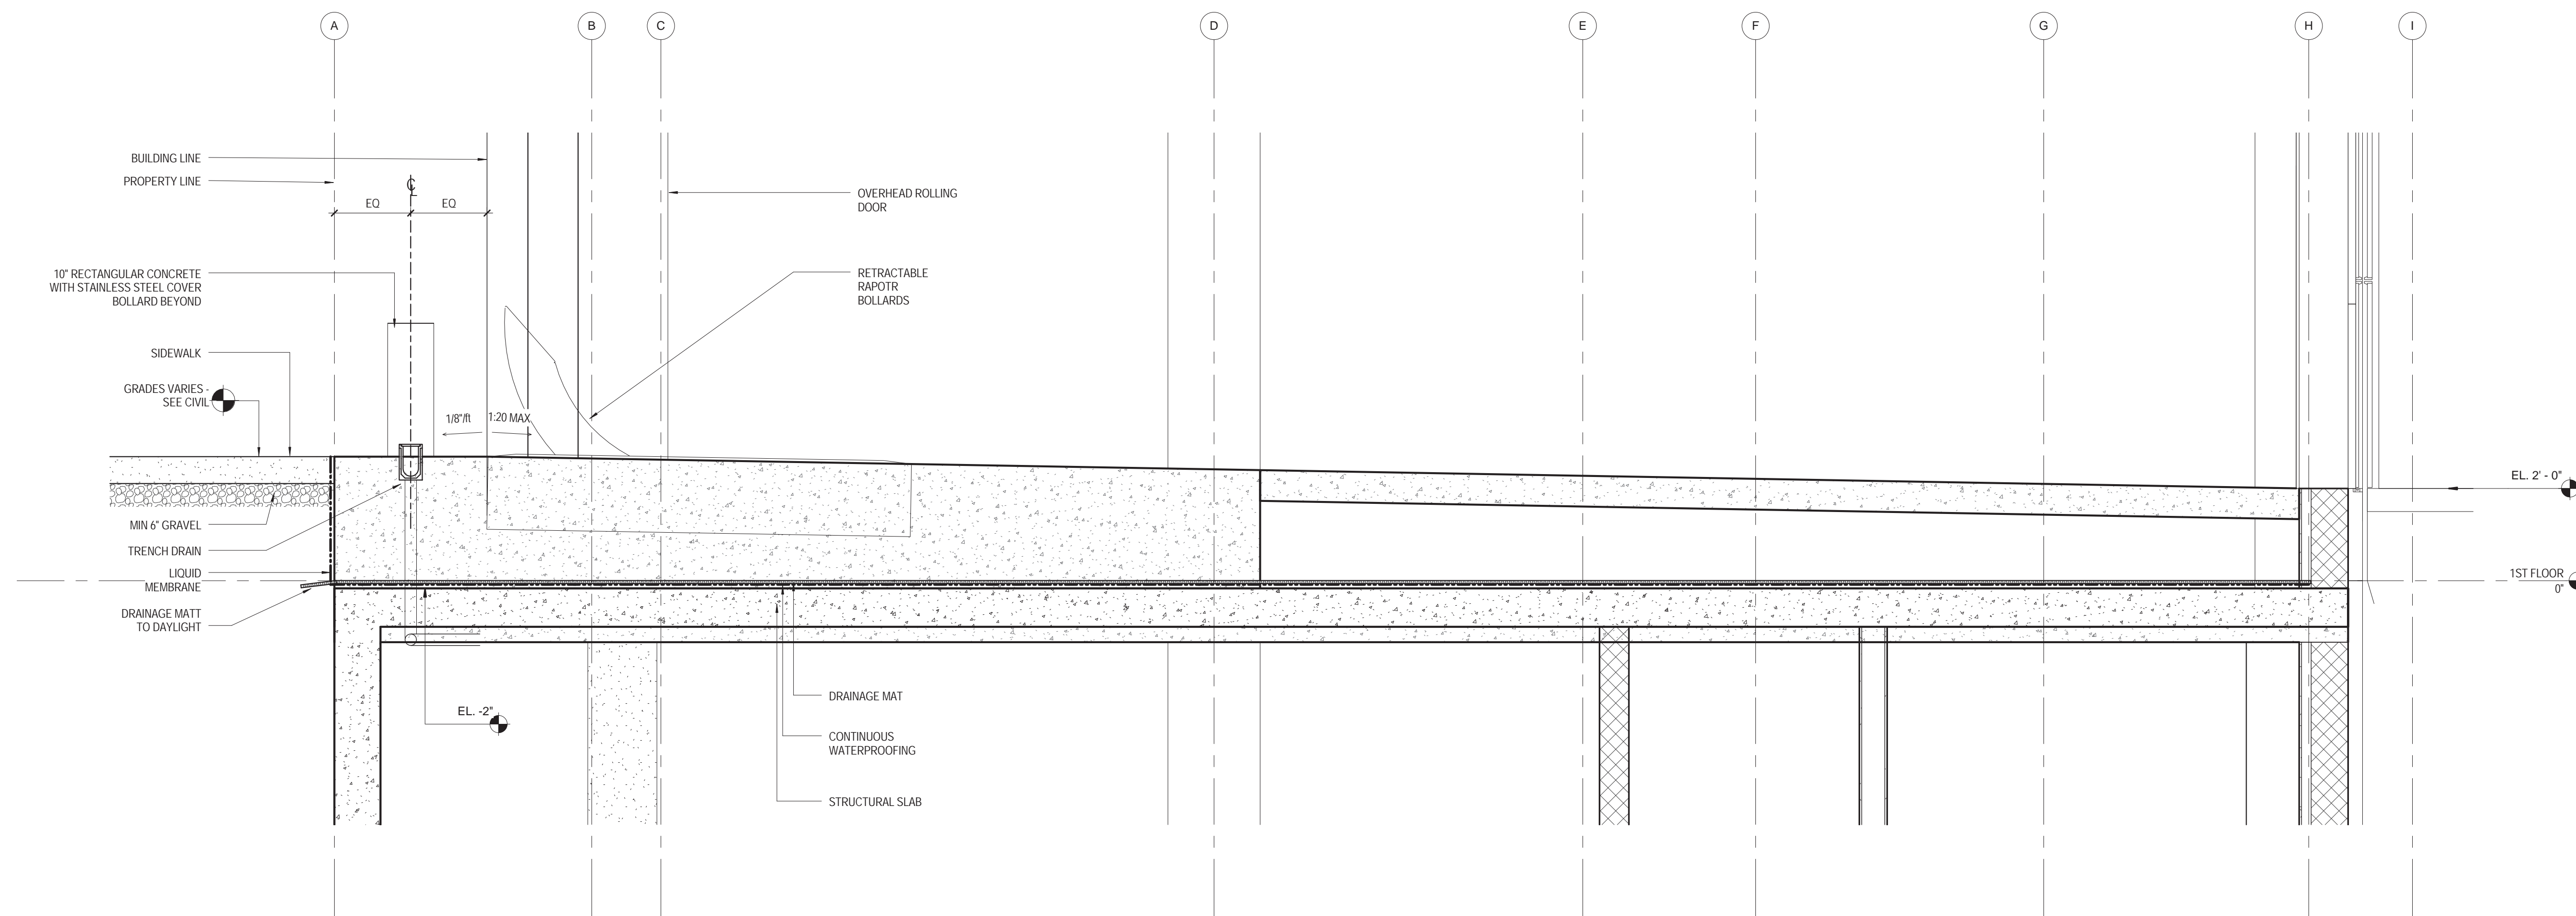 A
B
C
D
E
F
G
H
I
BUILDING LINE
PROPERTY LINE
℄
EQ
EQ
OVERHEAD ROLLING
DOOR
10" RECTANGULAR CONCRETE
WITH STAINLESS STEEL COVER
BOLLARD BEYOND
RETRACTABLE
RAPOTR
BOLLARDS
SIDEWALK
GRADES VARIES -
SEE CIVIL
1/8"/ft
1:20 MAX
EL. 2' - 0"
MIN 6" GRAVEL
TRENCH DRAIN
LIQUID
MEMBRANE
1ST FLOOR
0"
DRAINAGE MATT
TO DAYLIGHT
DRAINAGE MAT
EL. -2"
CONTINUOUS
WATERPROOFING
STRUCTURAL SLAB